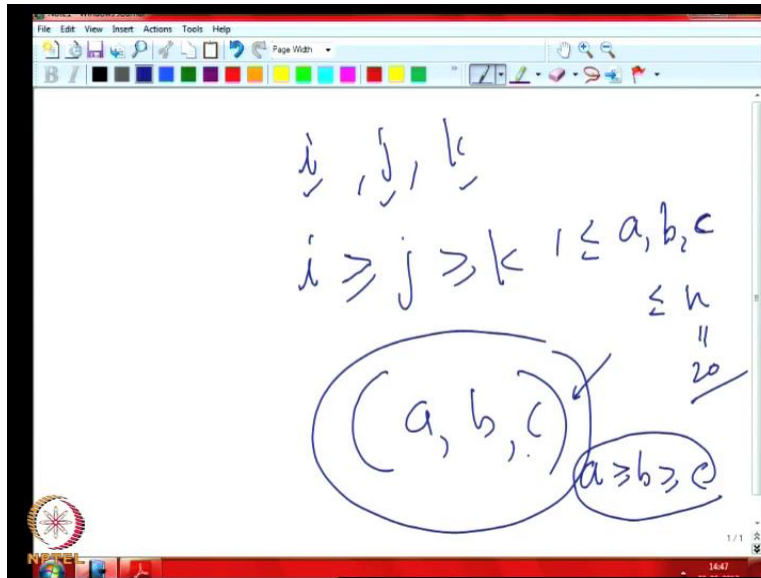 File Edit View Insert Actions Tools Help
Page Width
B I
i, j, k
i ≥ j ≥ k 1 ≤ a, b, c
≤ n
||
20
(a, b, c)
a ≥ b ≥ c
1 / 1
NPTEL
14:47